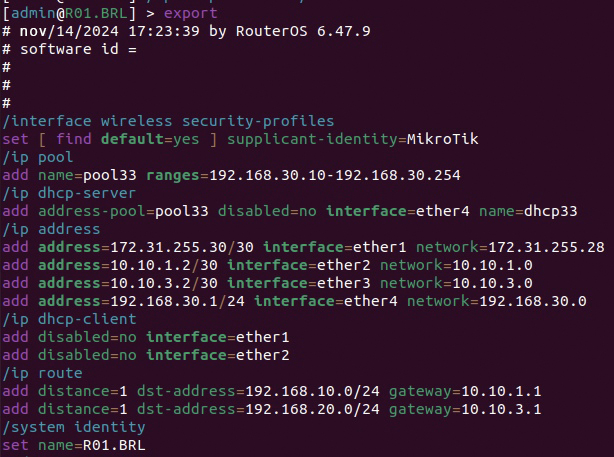 [admin@R01.BRL] > export
# nov/14/2024 17:23:39 by RouterOS 6.47.9
# software id =
#
#
#
/interface wireless security-profiles
set [ find default=yes ] supplicant-identity=MikroTik
/ip pool
add name=pool33 ranges=192.168.30.10-192.168.30.254
/ip dhcp-server
add address-pool=pool33 disabled=no interface=ether4 name=dhcp33
/ip address
add address=172.31.255.30/30 interface=ether1 network=172.31.255.28
add address=10.10.1.2/30 interface=ether2 network=10.10.1.0
add address=10.10.3.2/30 interface=ether3 network=10.10.3.0
add address=192.168.30.1/24 interface=ether4 network=192.168.30.0
/ip dhcp-client
add disabled=no interface=ether1
add disabled=no interface=ether2
/ip route
add distance=1 dst-address=192.168.10.0/24 gateway=10.10.1.1
add distance=1 dst-address=192.168.20.0/24 gateway=10.10.3.1
/system identity
set name=R01.BRL